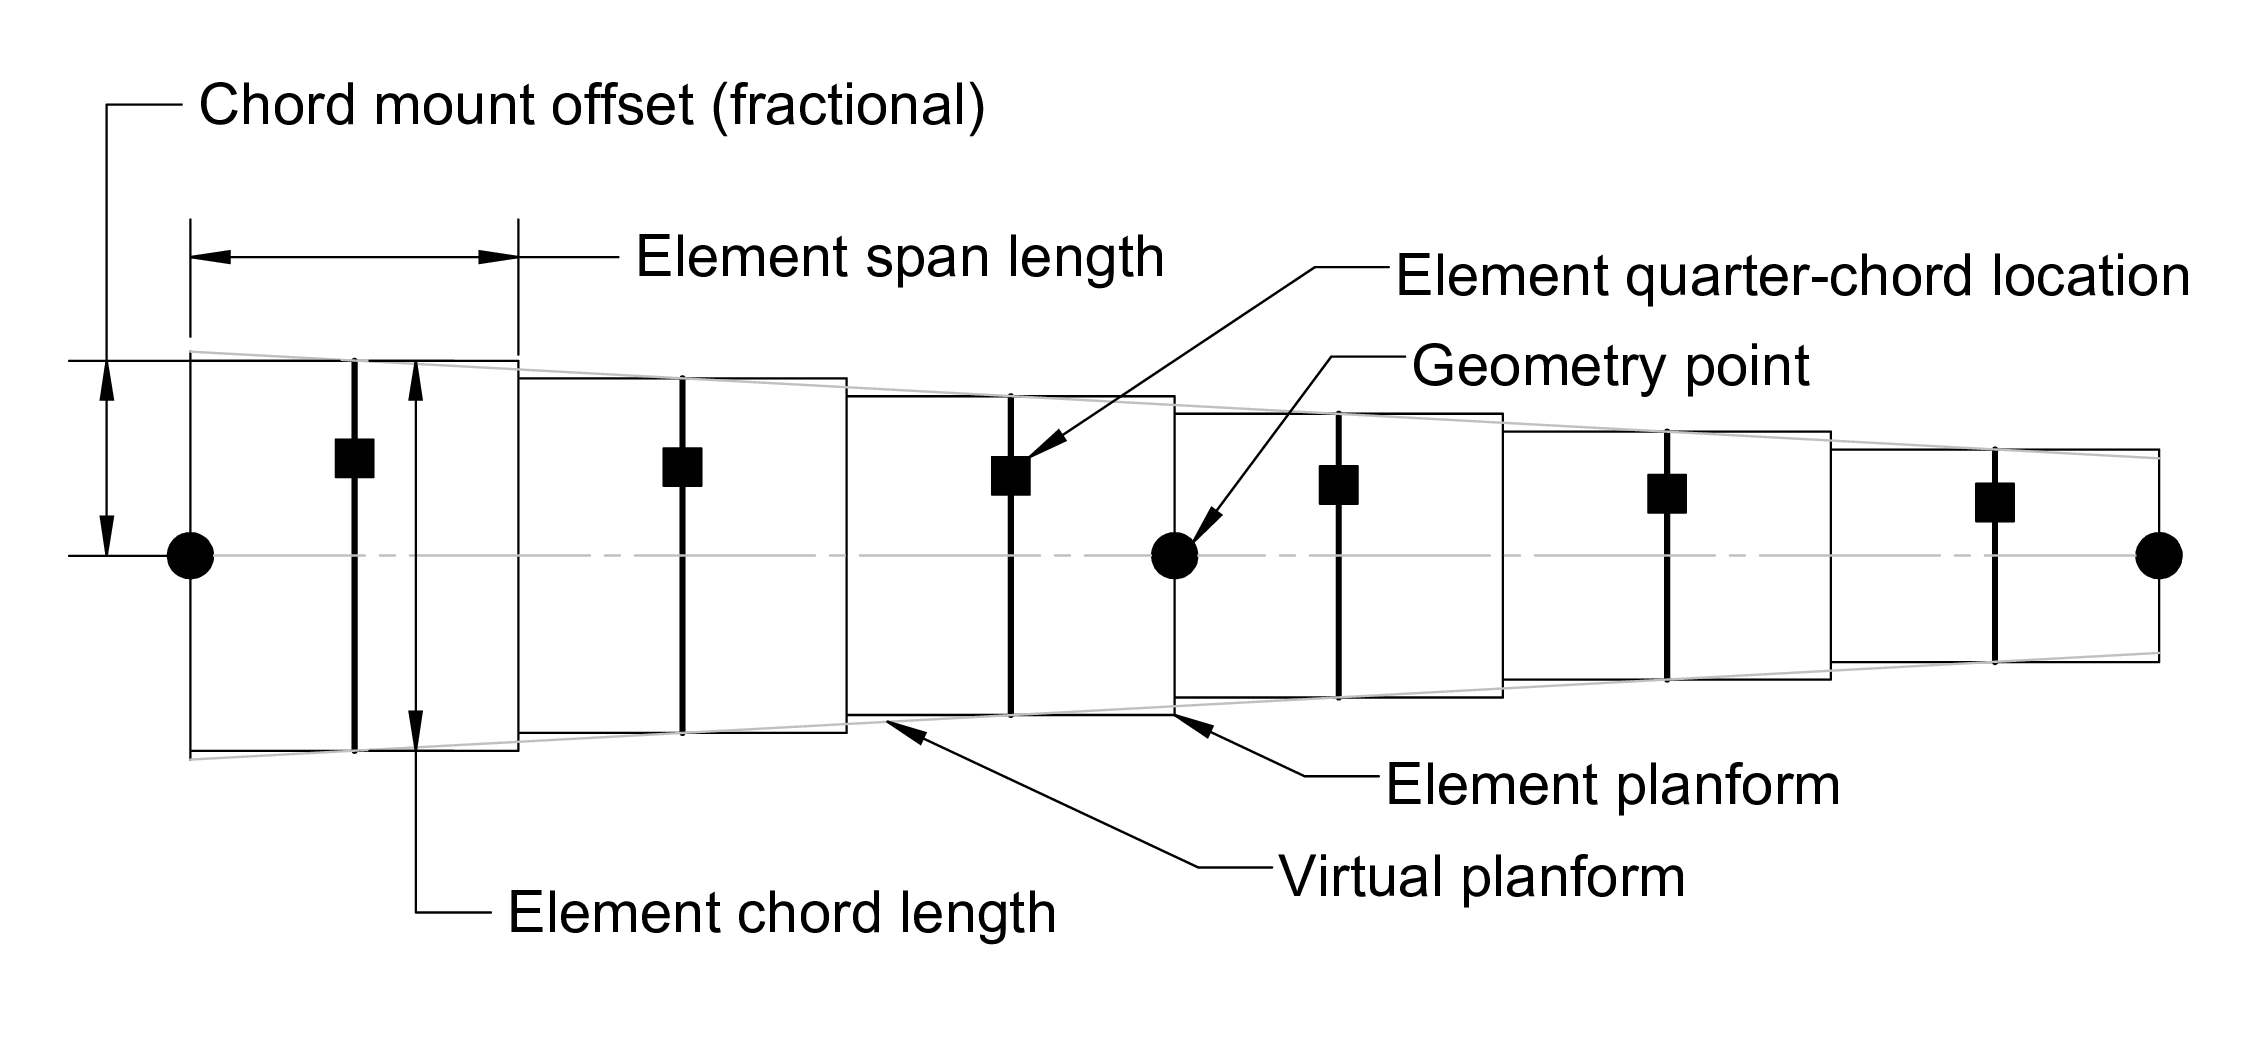 Chord mount offset (fractional)
Element span length
Element quarter-chord location
Geometry point
Element planform
Virtual planform
Element chord length